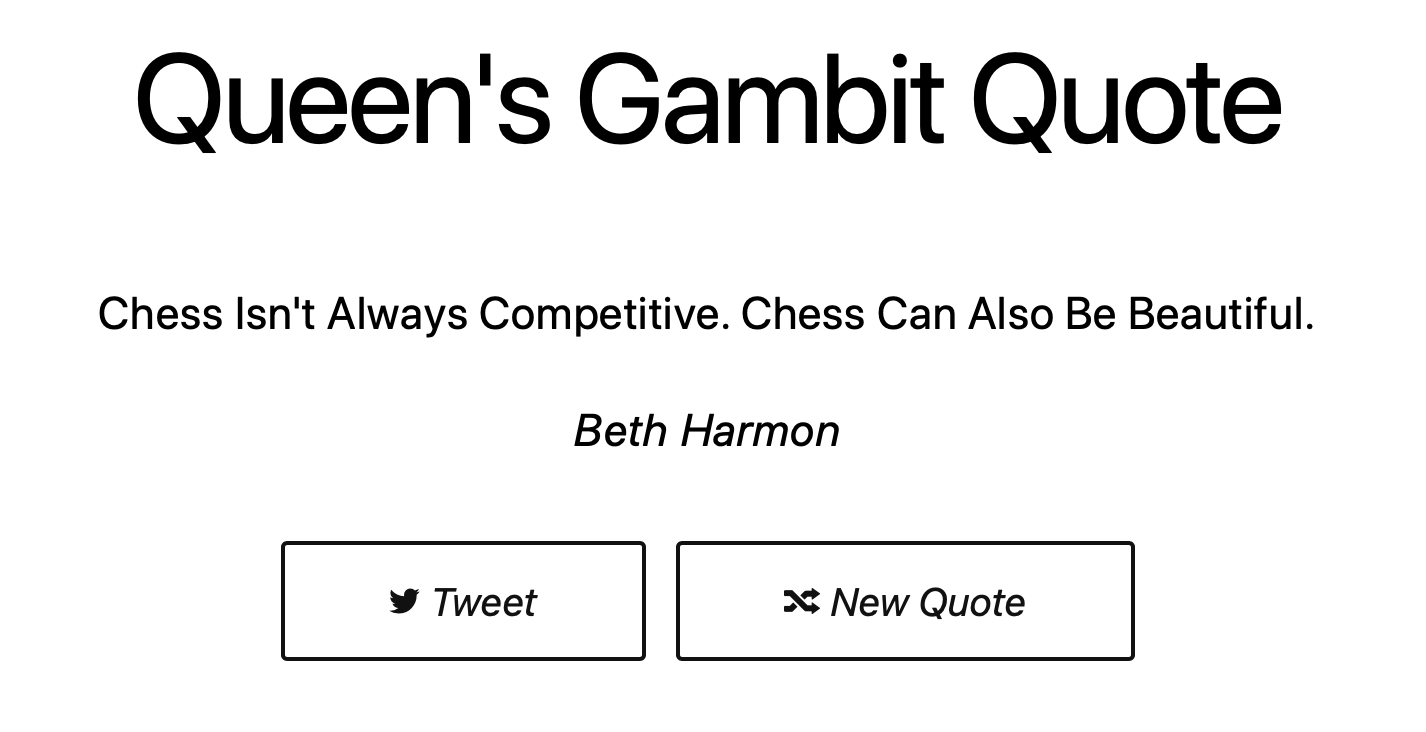 Queen's Gambit Quote
Chess Isn't Always Competitive. Chess Can Also Be Beautiful.
Beth Harmon
Tweet
New Quote